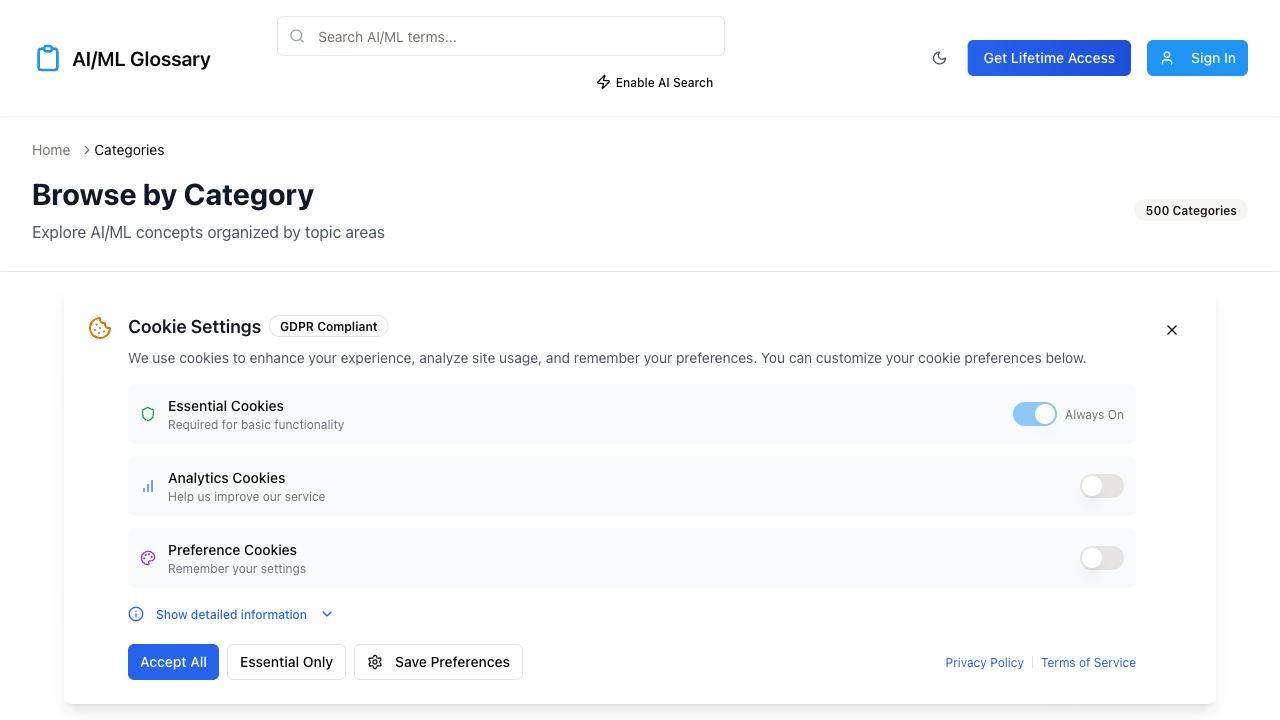 AI/ML Glossary
Search AI/ML terms...
Enable AI Search
Get Lifetime Access
Sign In
Home
Categories
Browse by Category
Explore AI/ML concepts organized by topic areas
500 Categories
Cookie Settings
GDPR Compliant
We use cookies to enhance your experience, analyze site usage, and remember your preferences. You can customize your cookie preferences below.
Essential Cookies
Required for basic functionality
Always On
Analytics Cookies
Help us improve our service
Preference Cookies
Remember your settings
Show detailed information
Accept All
Essential Only
Save Preferences
Privacy Policy
Terms of Service